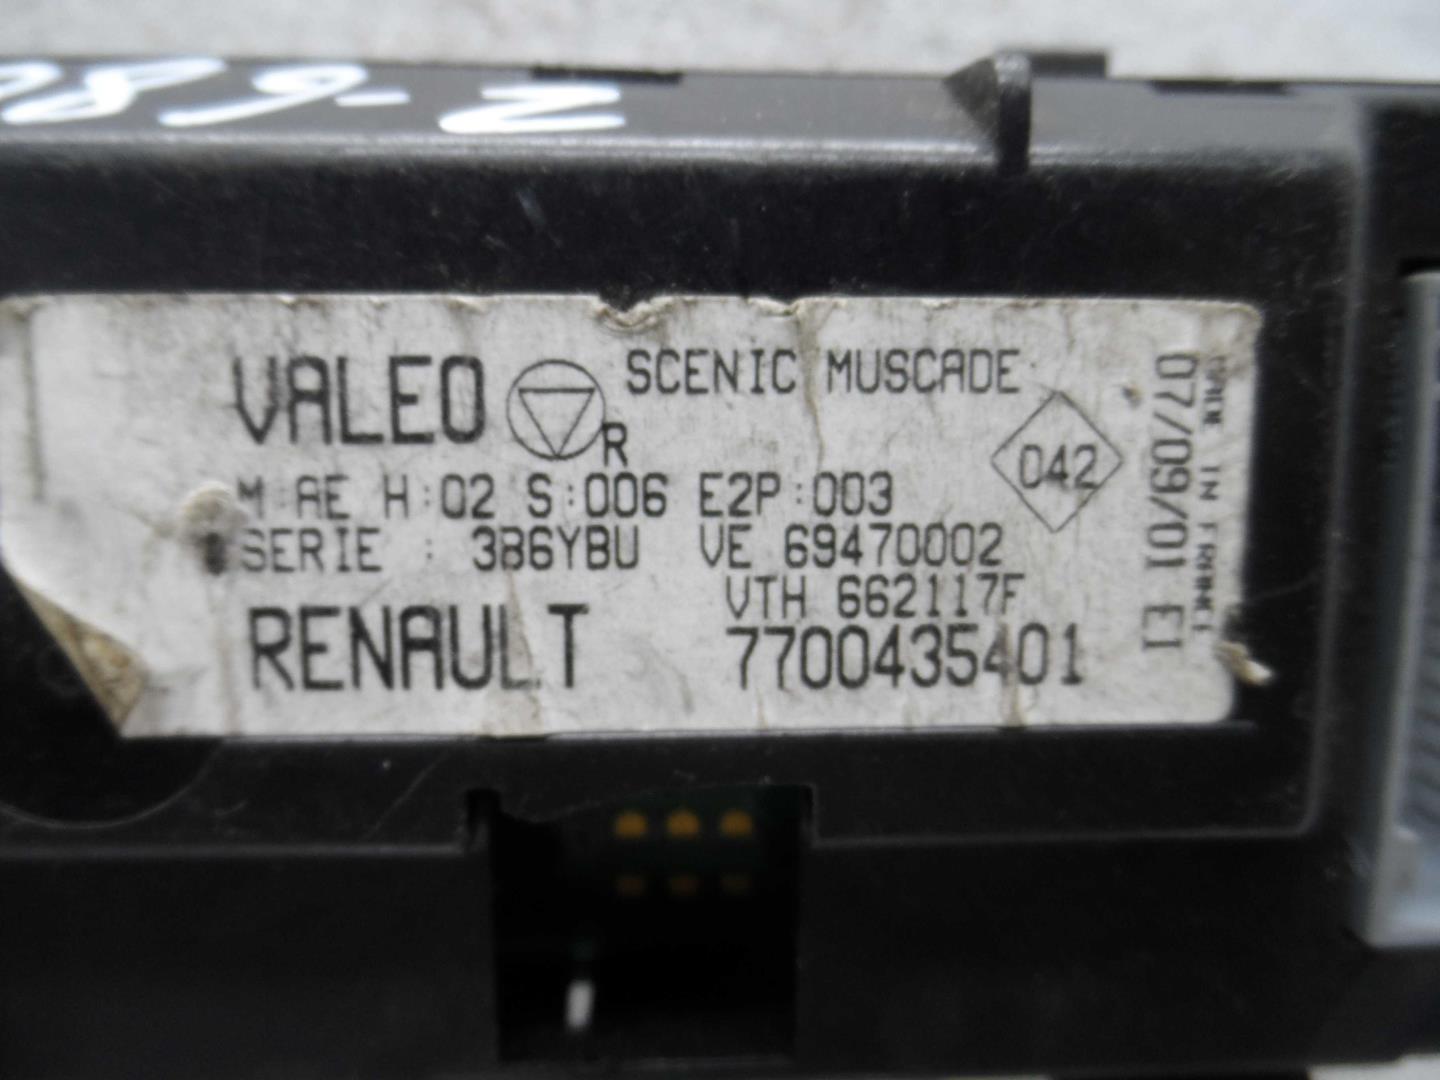 VALEO R SCENIC MUSCADE
042
M:AE H:02 S:006 E2P:003
SERIE : 3B6YBU VE 69470002
VTH 662117F
RENAULT 7700435401
MADE IN FRANCE
07/09/01 E1